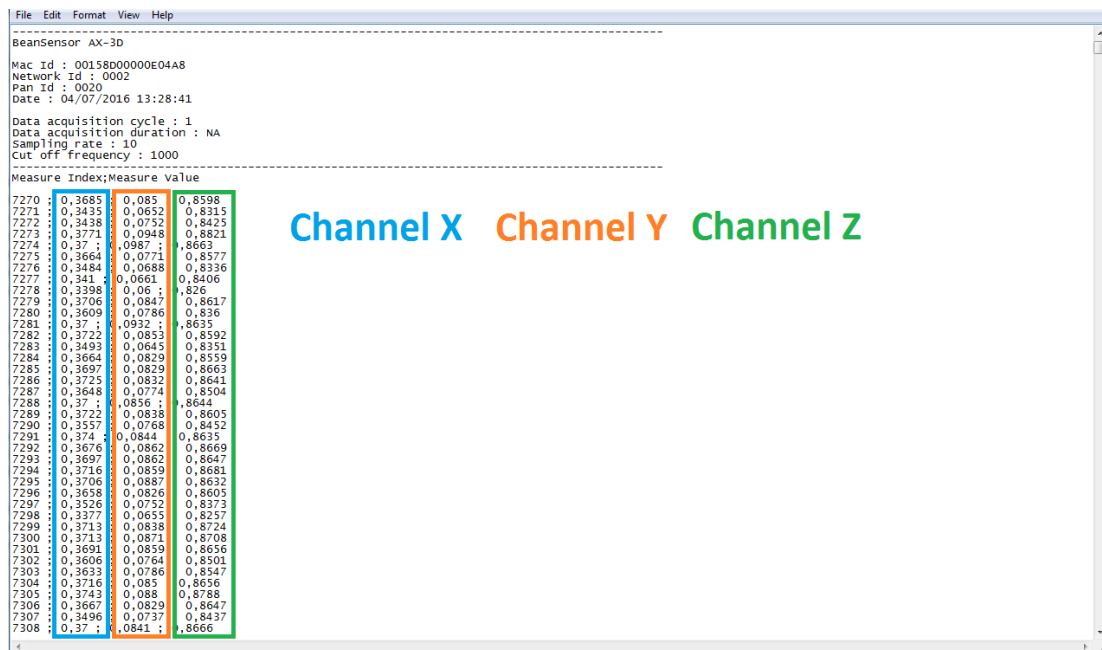 File Edit Format View Help
--------------------------------------------------------------------------------
BeanSensor AX-3D
Mac Id : 00158D00000E04A8
Network Id : 0002
Pan Id : 0020
Date : 04/07/2016 13:28:41
Data acquisition cycle : 1
Data acquisition duration : NA
Sampling rate : 10
Cut off frequency : 1000
--------------------------------------------------------------------------------
Measure Index;Measure Value
Channel X Channel Y Channel Z
7270 ; 0,3685 ; 0,085 0,8598
7271 ; 0,3435 ; 0,0652 0,8315
7272 ; 0,3438 ; 0,0752 0,8425
7273 ; 0,3771 ; 0,0948 0,8821
7274 ; 0,37 ; 0,0987 ; 0,8663
7275 ; 0,3664 ; 0,0771 0,8577
7276 ; 0,3484 ; 0,0688 0,8336
7277 ; 0,341 ; 0,0661 0,8406
7278 ; 0,3398 ; 0,06 ; 0,826
7279 ; 0,3706 ; 0,0847 0,8617
7280 ; 0,3609 ; 0,0786 0,836
7281 ; 0,37 ; 0,0932 ; 0,8635
7282 ; 0,3722 ; 0,0853 0,8592
7283 ; 0,3493 ; 0,0645 0,8351
7284 ; 0,3664 ; 0,0829 0,8559
7285 ; 0,3697 ; 0,0829 0,8663
7286 ; 0,3725 ; 0,0832 0,8641
7287 ; 0,3648 ; 0,0774 0,8504
7288 ; 0,37 ; 0,0856 ; 0,8644
7289 ; 0,3722 ; 0,0838 0,8605
7290 ; 0,3557 ; 0,0768 0,8452
7291 ; 0,374 ; 0,0844 0,8635
7292 ; 0,3676 ; 0,0862 0,8669
7293 ; 0,3697 ; 0,0862 0,8647
7294 ; 0,3716 ; 0,0859 0,8681
7295 ; 0,3706 ; 0,0887 0,8632
7296 ; 0,3658 ; 0,0826 0,8605
7297 ; 0,3526 ; 0,0752 0,8373
7298 ; 0,3377 ; 0,0655 0,8257
7299 ; 0,3713 ; 0,0838 0,8724
7300 ; 0,3713 ; 0,0871 0,8708
7301 ; 0,3691 ; 0,0859 0,8656
7302 ; 0,3606 ; 0,0764 0,8501
7303 ; 0,3633 ; 0,0786 0,8547
7304 ; 0,3716 ; 0,085 0,8656
7305 ; 0,3743 ; 0,088 0,8788
7306 ; 0,3667 ; 0,0829 0,8647
7307 ; 0,3496 ; 0,0737 0,8437
7308 ; 0,37 ; 0,0841 ; 0,8666